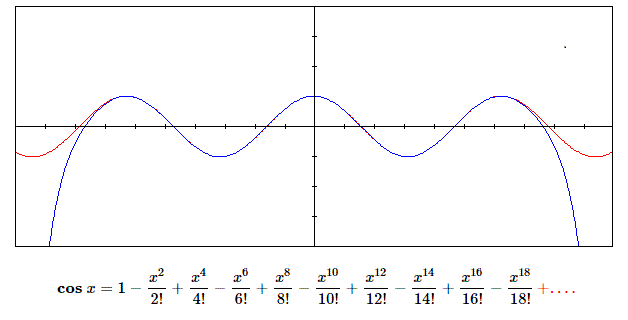 cos x = 1 − x²/2! + x⁴/4! − x⁶/6! + x⁸/8! − x¹⁰/10! + x¹²/12! − x¹⁴/14! + x¹⁶/16! − x¹⁸/18! +....